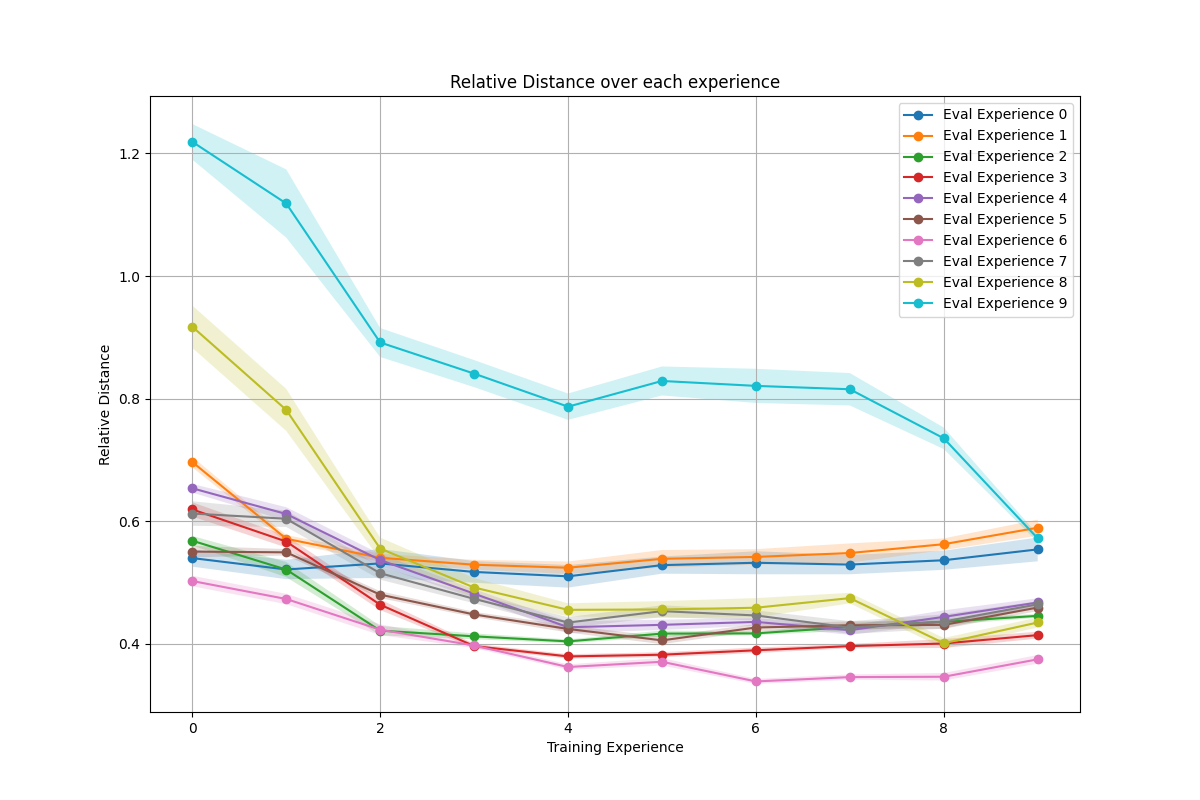 Relative Distance over each experience
Eval Experience 0
Eval Experience 1
Eval Experience 2
Eval Experience 3
Eval Experience 4
Eval Experience 5
Eval Experience 6
Eval Experience 7
Eval Experience 8
Eval Experience 9
1.2
1.0
0.8
0.6
0.4
Relative Distance
0 2 4 6 8
Training Experience